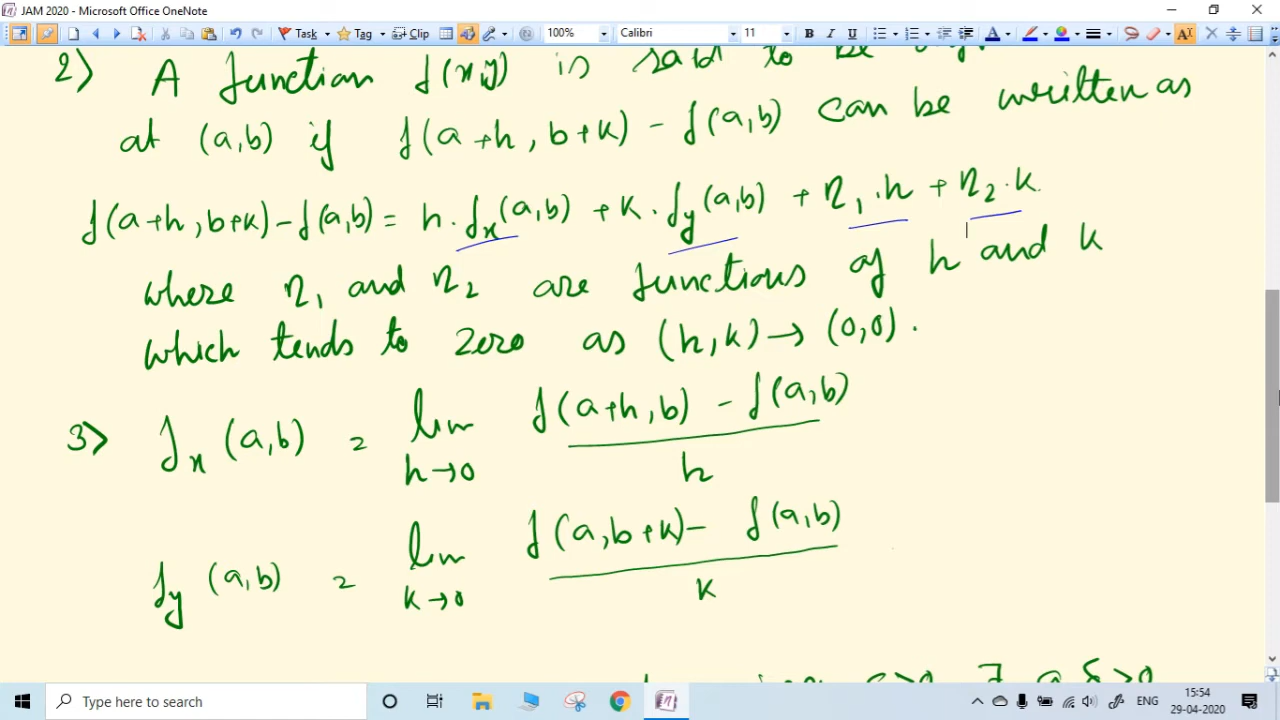 JAM 2020 - Microsoft Office OneNote
100% Calibri 11 B I U A
Task Tag Clip
2) A function f(x,y) is said to be
at (a,b) if f(a+h, b+k) - f(a,b) can be written as
f(a+h, b+k) - f(a,b) = h·fx(a,b) + k·fy(a,b) + η1·h + η2·k
where η1 and η2 are functions of h and k
which tends to zero as (h,k) → (0,0).
3> fx (a,b) = lim h→0 f(a+h, b) - f(a,b) / h
fy (a,b) = lim k→0 f(a, b+k) - f(a,b) / k
ε>0 ∃ a δ>0
Type here to search
ENG
15:54
29-04-2020